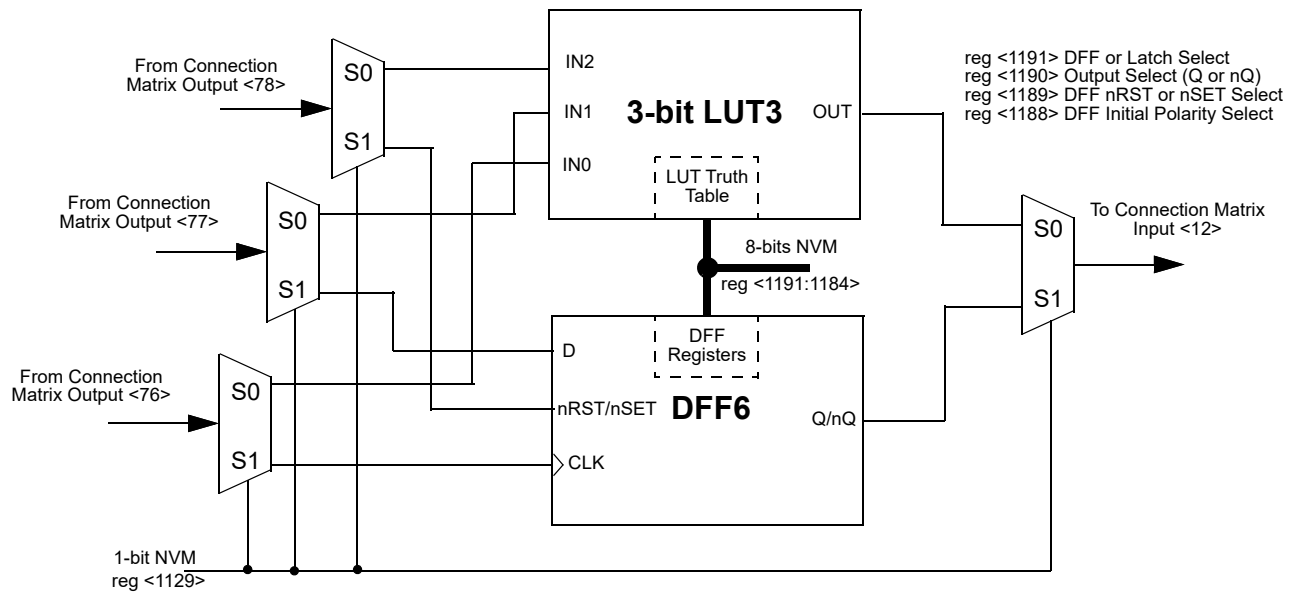 From Connection
Matrix Output <78>
S0
S1
IN2
IN1
IN0
3-bit LUT3
OUT
LUT Truth
Table
reg <1191> DFF or Latch Select
reg <1190> Output Select (Q or nQ)
reg <1189> DFF nRST or nSET Select
reg <1188> DFF Initial Polarity Select
From Connection
Matrix Output <77>
S0
S1
8-bits NVM
reg <1191:1184>
S0
S1
To Connection Matrix
Input <12>
From Connection
Matrix Output <76>
S0
S1
D
nRST/nSET
CLK
DFF
Registers
DFF6
Q/nQ
1-bit NVM
reg <1129>